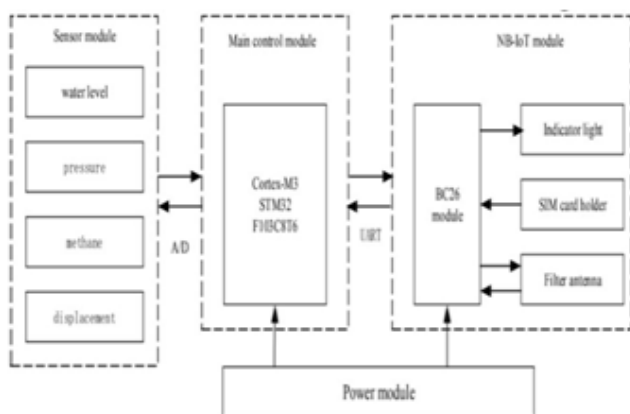 Sensor module
water level
pressure
methane
displacement
A/D
Main control module
Cortex-M3
STM32
F103C8T6
UART
NB-IoT module
BC26
module
Indicator light
SIM card holder
Filter antenna
Power module